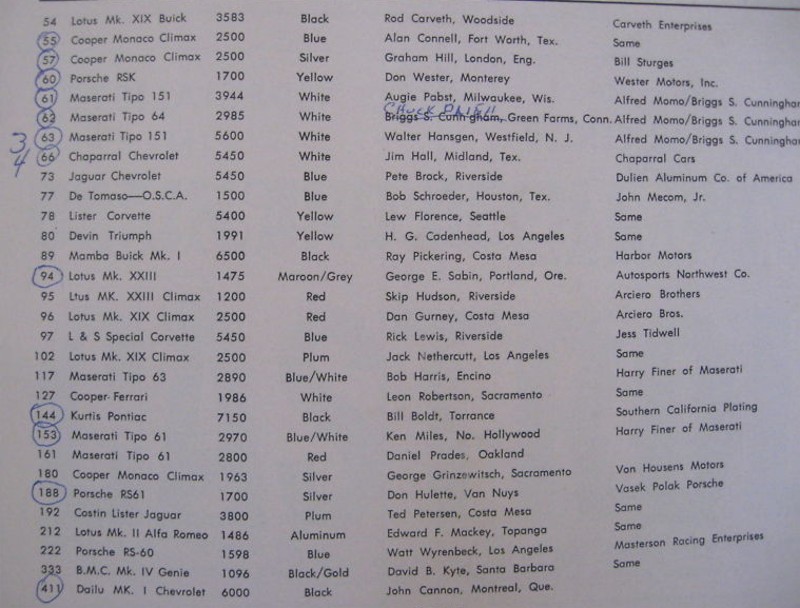 54 Lotus Mk. XIX Buick 3583 Black Rod Carveth, Woodside Carveth Enterprises
55 Cooper Monaco Climax 2500 Blue Alan Connell, Fort Worth, Tex. Same
57 Cooper Monaco Climax 2500 Silver Graham Hill, London, Eng. Bill Sturges
60 Porsche RSK 1700 Yellow Don Wester, Monterey Wester Motors, Inc.
61 Maserati Tipo 151 3944 White Augie Pabst, Milwaukee, Wis. Alfred Momo/Briggs S. Cunningham
CHUCK
62 Maserati Tipo 64 2985 White Briggs S. Cunningham, Green Farms, Conn. Alfred Momo/Briggs S. Cunningham
3 63 Maserati Tipo 151 5600 White Walter Hansgen, Westfield, N. J. Alfred Momo/Briggs S. Cunningham
4 66 Chaparral Chevrolet 5450 White Jim Hall, Midland, Tex. Chaparral Cars
73 Jaguar Chevrolet 5450 Blue Pete Brock, Riverside Dulien Aluminum Co. of America
77 De Tomaso—O.S.C.A. 1500 Blue Bob Schroeder, Houston, Tex. John Mecom, Jr.
78 Lister Corvette 5400 Yellow Lew Florence, Seattle Same
80 Devin Triumph 1991 Yellow H. G. Cadenhead, Los Angeles Same
89 Mamba Buick Mk. I 6500 Black Ray Pickering, Costa Mesa Harbor Motors
94 Lotus Mk. XXIII 1475 Maroon/Grey George E. Sabin, Portland, Ore. Autosports Northwest Co.
95 Ltus MK. XXIII Climax 1200 Red Skip Hudson, Riverside Arciero Brothers
96 Lotus Mk. XIX Climax 2500 Red Dan Gurney, Costa Mesa Arciero Bros.
97 L & S Special Corvette 5450 Blue Rick Lewis, Riverside Jess Tidwell
102 Lotus Mk. XIX Climax 2500 Plum Jack Nethercutt, Los Angeles Same
117 Maserati Tipo 63 2890 Blue/White Bob Harris, Encino Harry Finer of Maserati
127 Cooper-Ferrari 1986 White Leon Robertson, Sacramento Same
144 Kurtis Pontiac 7150 Black Bill Boldt, Torrance Southern California Plating
153 Maserati Tipo 61 2970 Blue/White Ken Miles, No. Hollywood Harry Finer of Maserati
161 Maserati Tipo 61 2800 Red Daniel Prades, Oakland
180 Cooper Monaco Climax 1963 Silver George Grinzewitsch, Sacramento Von Housens Motors
188 Porsche RS61 1700 Silver Don Hulette, Van Nuys Vasek Polak Porsche
192 Costin Lister Jaguar 3800 Plum Ted Petersen, Costa Mesa Same
212 Lotus Mk. II Alfa Romeo 1486 Aluminum Edward F. Mackey, Topanga Same
222 Porsche RS-60 1598 Blue Watt Wyrenbeck, Los Angeles Masterson Racing Enterprises
333 B.M.C. Mk. IV Genie 1096 Black/Gold David B. Kyte, Santa Barbara Same
411 Dailu MK. I Chevrolet 6000 Black John Cannon, Montreal, Que.